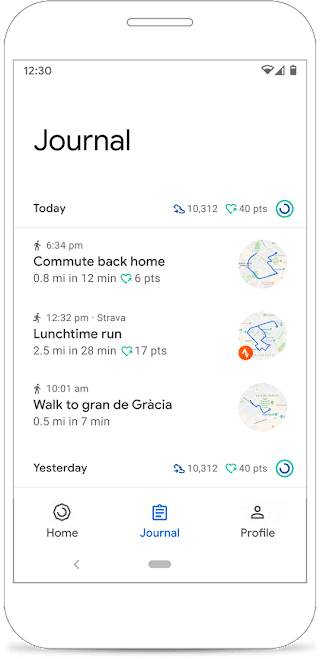 12:30
Journal
Today 10,312 40 pts
6:34 pm
Commute back home
0.8 mi in 12 min 6 pts
12:32 pm · Strava
Lunchtime run
2.5 mi in 28 min 17 pts
10:01 am
Walk to gran de Gràcia
0.5 mi in 7 min
Yesterday 10,312 40 pts
Home Journal Profile